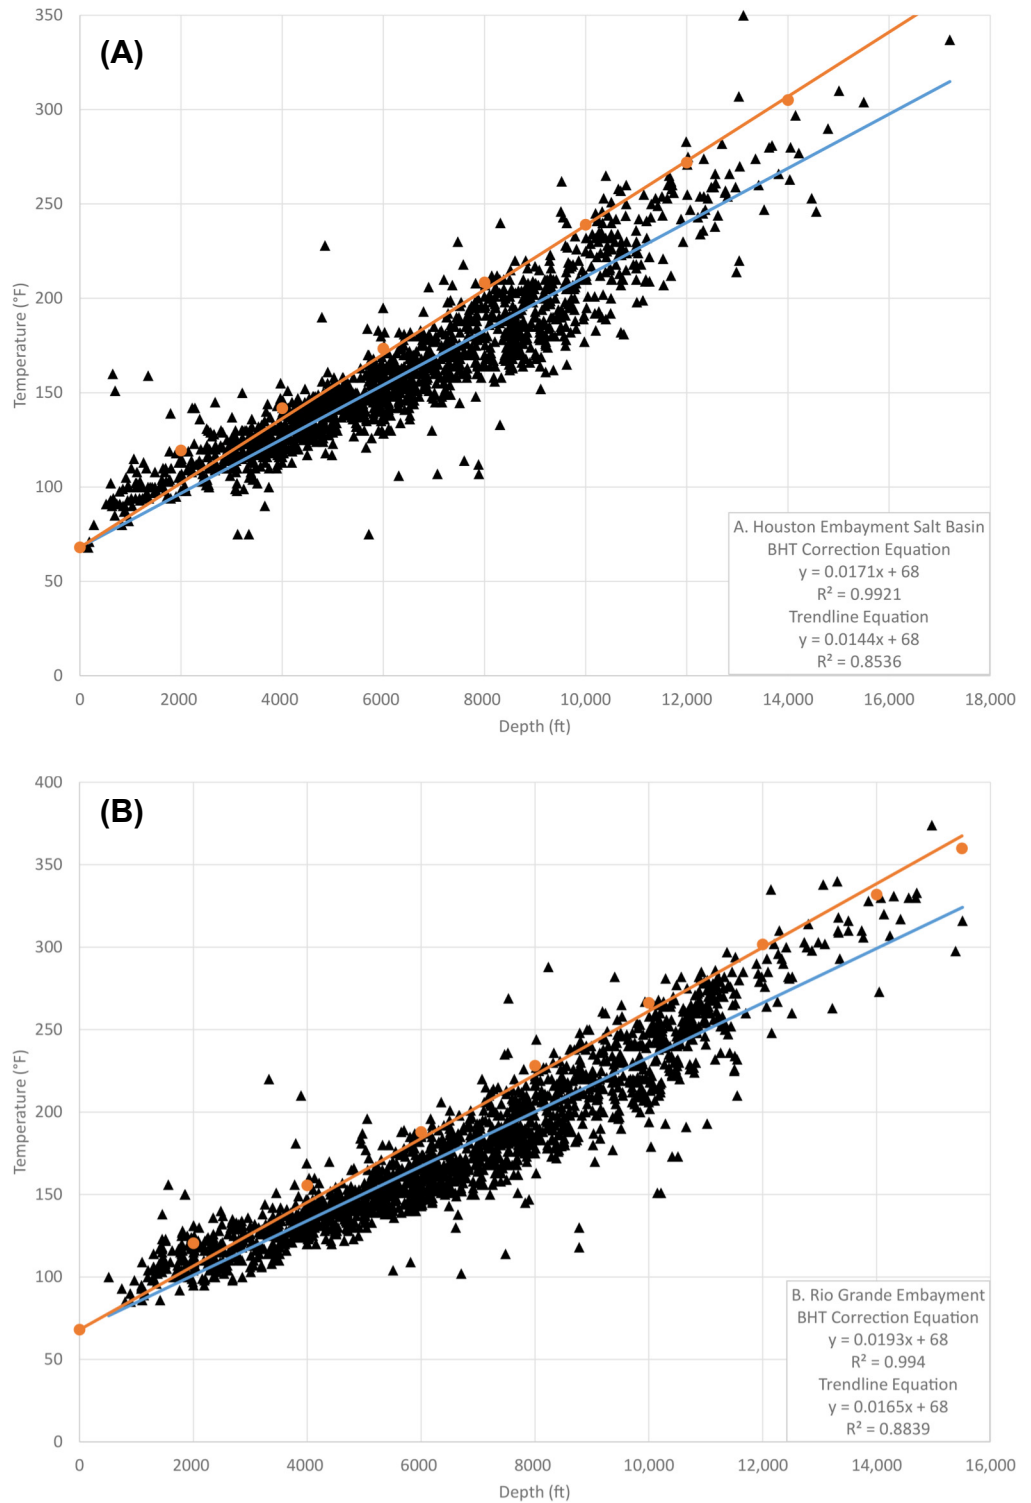 (A)
350
300
250
200
150
100
50
0
Temperature (°F)
0 2000 4000 6000 8000 10,000 12,000 14,000 16,000 18,000
Depth (ft)
A. Houston Embayment Salt Basin
BHT Correction Equation
y = 0.0171x + 68
R² = 0.9921
Trendline Equation
y = 0.0144x + 68
R² = 0.8536
(B)
400
350
300
250
200
150
100
50
0
Temperature (°F)
0 2000 4000 6000 8000 10,000 12,000 14,000 16,000
Depth (ft)
B. Rio Grande Embayment
BHT Correction Equation
y = 0.0193x + 68
R² = 0.994
Trendline Equation
y = 0.0165x + 68
R² = 0.8839